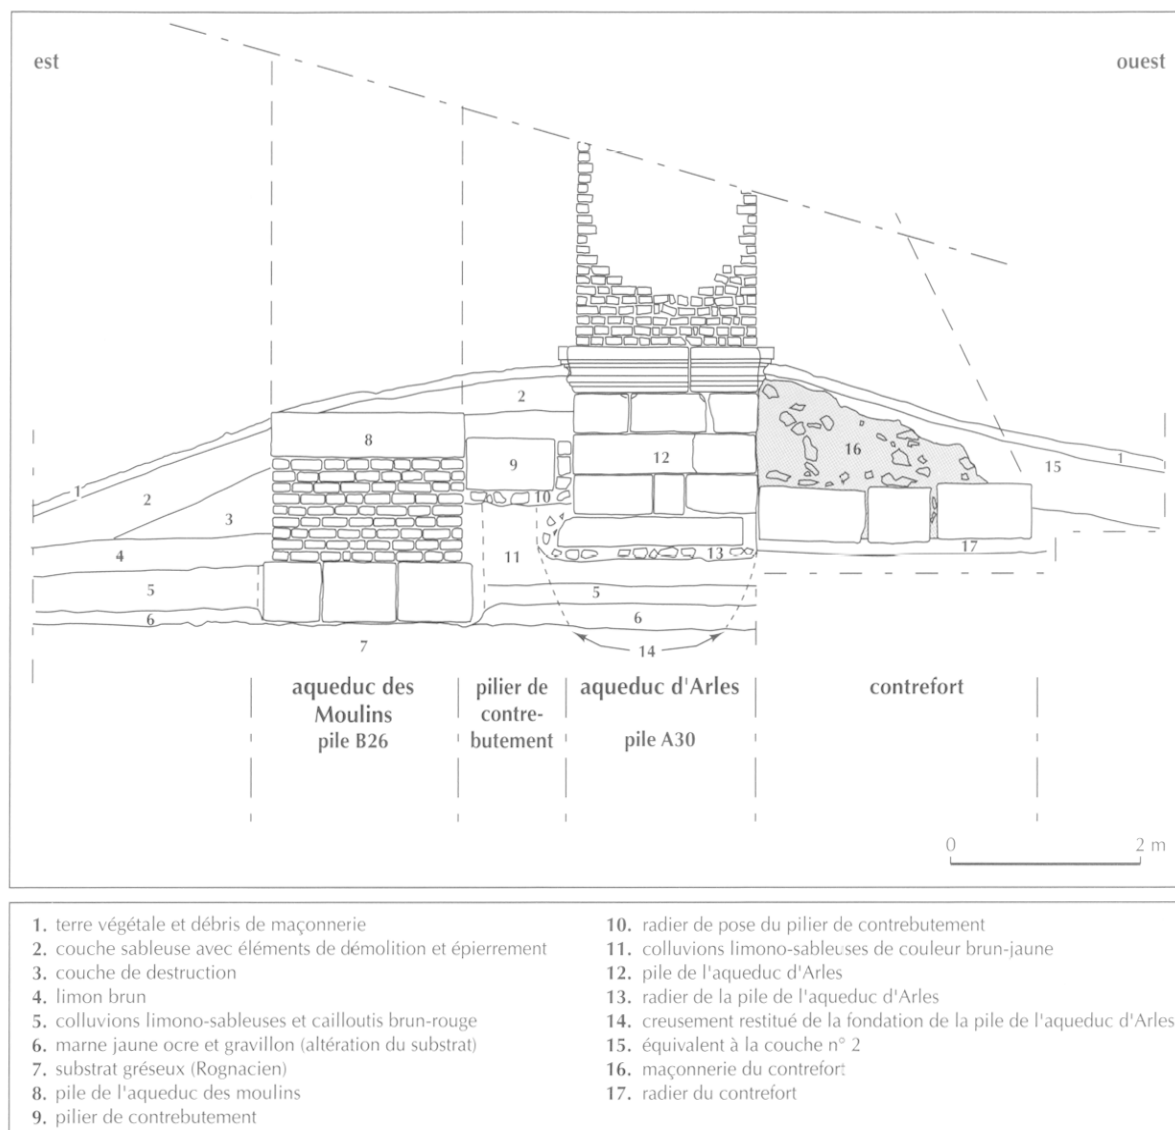 est
ouest
2
8
9
12
16
15
1
1
10
2
3
4
11
13
17
5
5
6
6
7
14
aqueduc des
Moulins
pile B26
pilier de
contre-
butement
aqueduc d'Arles
pile A30
contrefort
0 2 m
1. terre végétale et débris de maçonnerie
2. couche sableuse avec éléments de démolition et épierrement
3. couche de destruction
4. limon brun
5. colluvions limono-sableuses et cailloutis brun-rouge
6. marne jaune ocre et gravillon (altération du substrat)
7. substrat gréseux (Rognacien)
8. pile de l'aqueduc des moulins
9. pilier de contrebutement
10. radier de pose du pilier de contrebutement
11. colluvions limono-sableuses de couleur brun-jaune
12. pile de l'aqueduc d'Arles
13. radier de la pile de l'aqueduc d'Arles
14. creusement restitué de la fondation de la pile de l'aqueduc d'Arles
15. équivalent à la couche n° 2
16. maçonnerie du contrefort
17. radier du contrefort